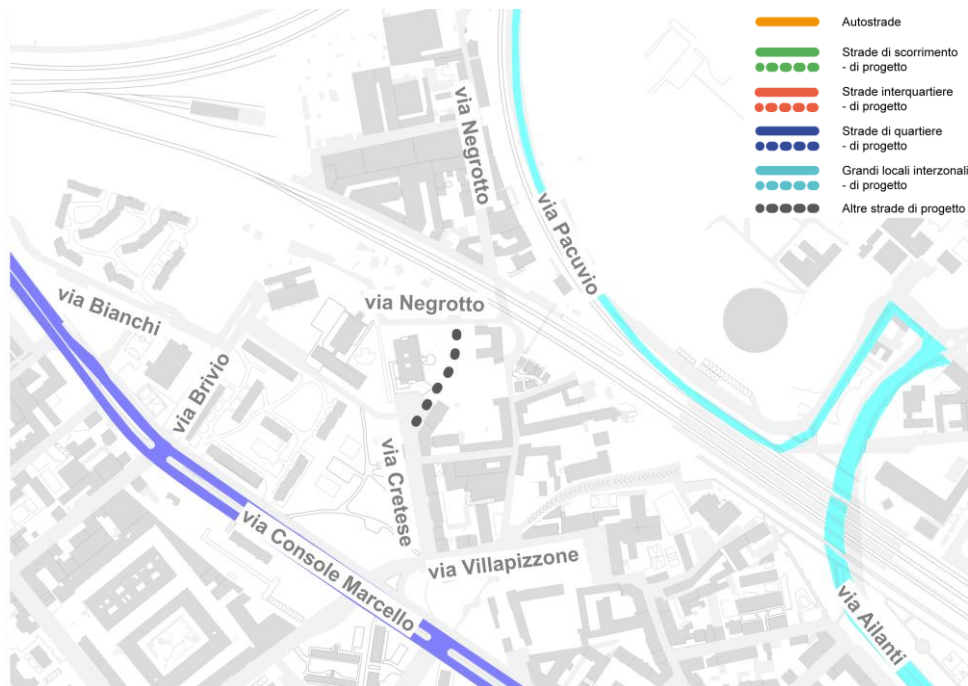 Autostrade
Strade di scorrimento
- di progetto
Strade interquartiere
- di progetto
Strade di quartiere
- di progetto
Grandi locali interzonali
- di progetto
Altre strade di progetto
via Negrotto
via Pacuvio
via Bianchi
via Negrotto
via Brivio
via Cretese
via Console Marcello
via Villapizzone
via Ailanti